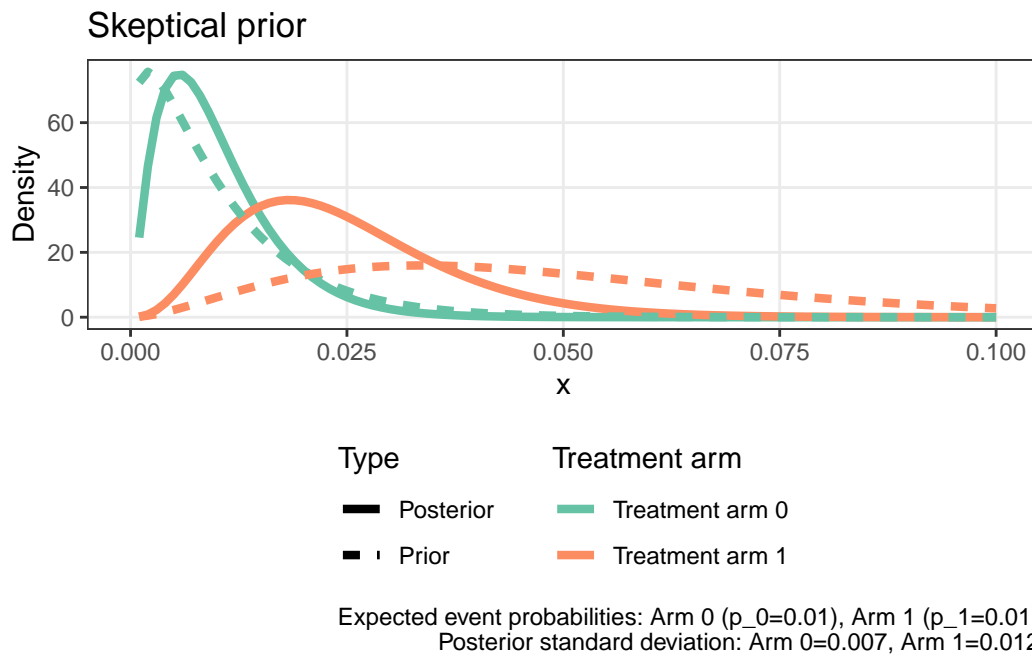 Skeptical prior
Density
60
40
20
0
0.000 0.025 0.050 0.075 0.100
x
Type
Posterior
Prior
Treatment arm
Treatment arm 0
Treatment arm 1
Expected event probabilities: Arm 0 (p_0=0.01), Arm 1 (p_1=0.01
Posterior standard deviation: Arm 0=0.007, Arm 1=0.012